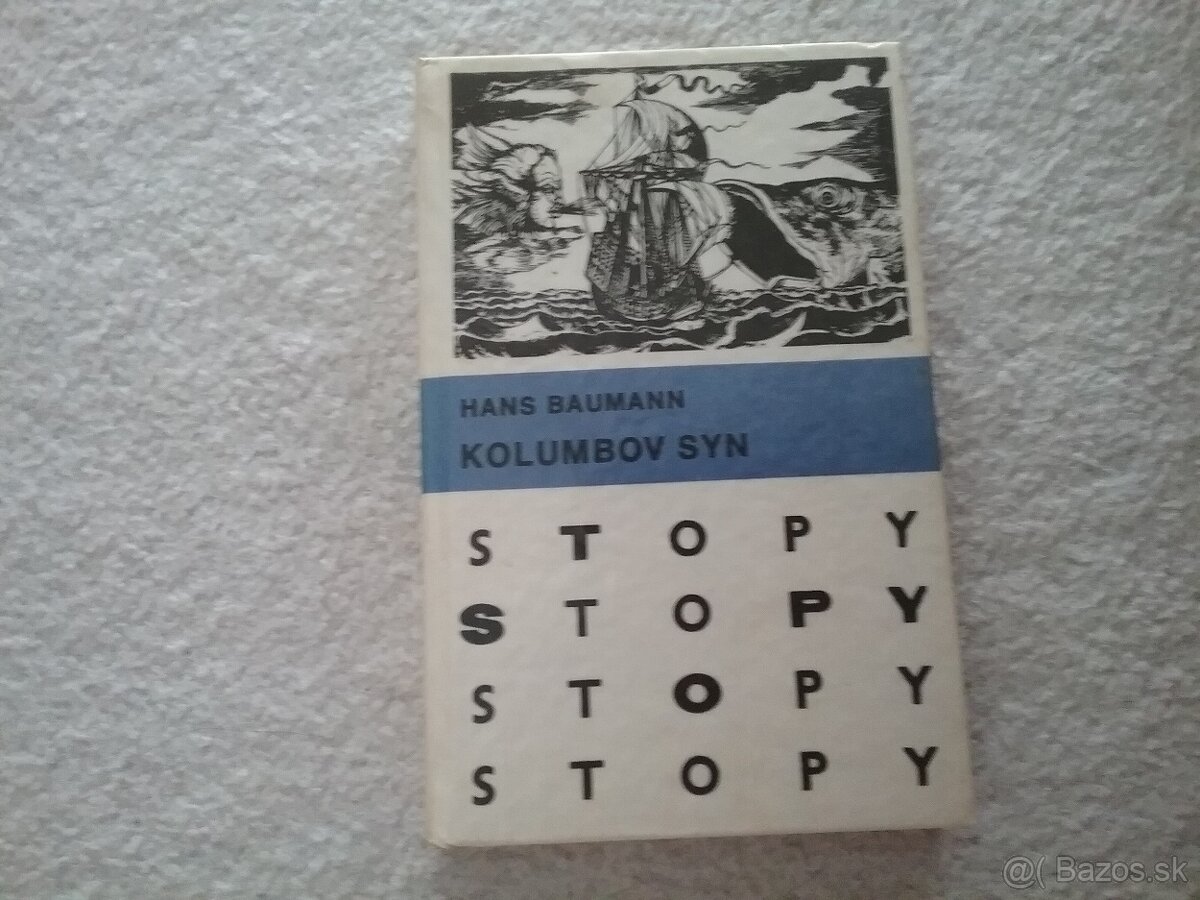 HANS BAUMANN
KOLUMBOV SYN
S T O P Y
S T O P Y
S T O P Y
S T O P Y
@( Bazos.sk